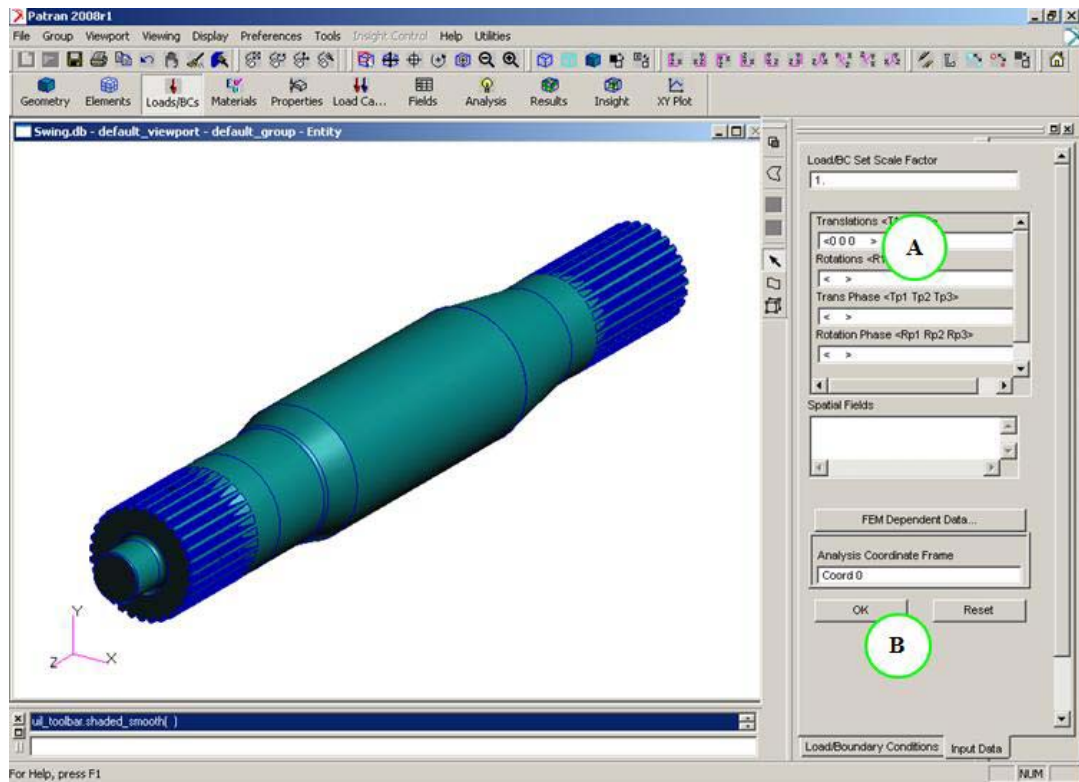 Patran 2008r1
File Group Viewport Viewing Display Preferences Tools Insight Control Help Utilities
Geometry Elements Loads/BCs Materials Properties Load Ca... Fields Analysis Results Insight XY Plot
Swing.db - default_viewport - default_group - Entity
Load/BC Set Scale Factor
1.
Translations
<0 0 0 >
A
Rotations <R1
< >
Trans Phase <Tp1 Tp2 Tp3>
< >
Rotation Phase <Rp1 Rp2 Rp3>
< >
Spatial Fields
FEM Dependent Data...
Analysis Coordinate Frame
Coord 0
OK Reset
B
Y
Z X
uil_toolbar.shaded_smooth( )
Load/Boundary Conditions Input Data
For Help, press F1
NUM